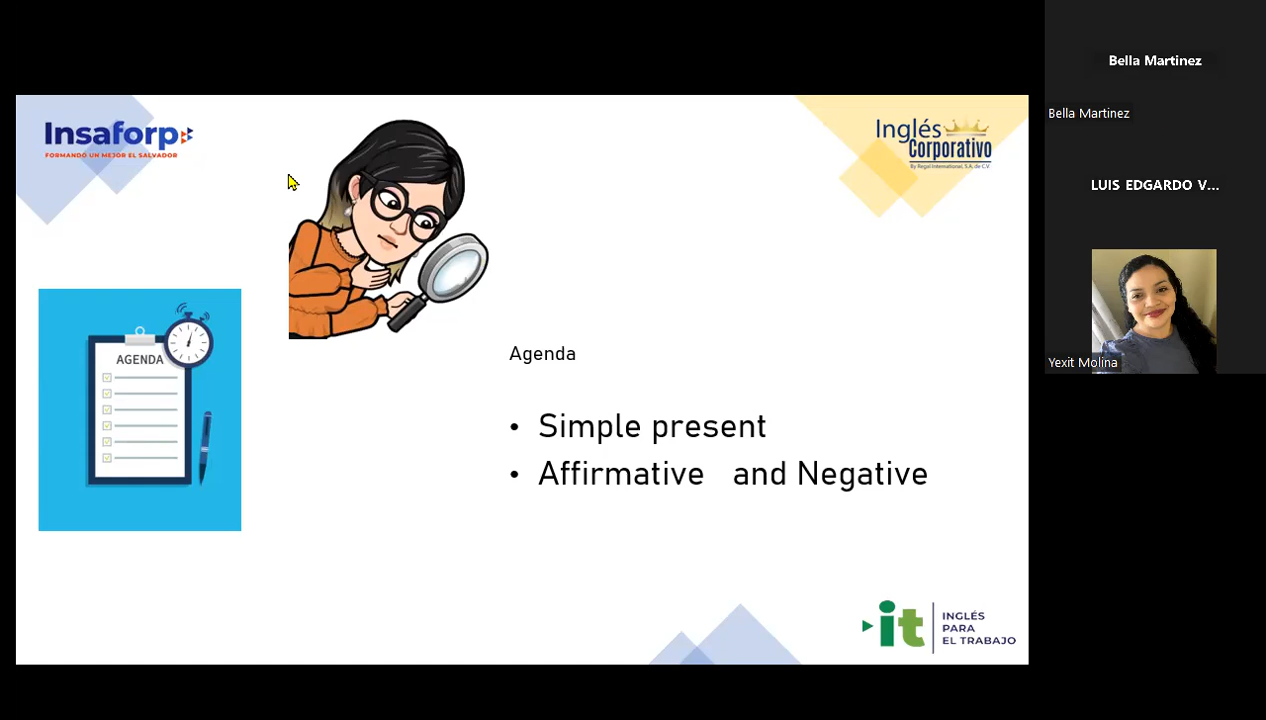 Insaforp
FORMANDO UN MEJOR EL SALVADOR
Inglés
Corporativo
By Regal International, S.A. de C.V.
AGENDA
Agenda
• Simple present
• Affirmative and Negative
it
INGLÉS
PARA
EL TRABAJO
Bella Martinez
Bella Martinez
LUIS EDGARDO V...
Yexit Molina